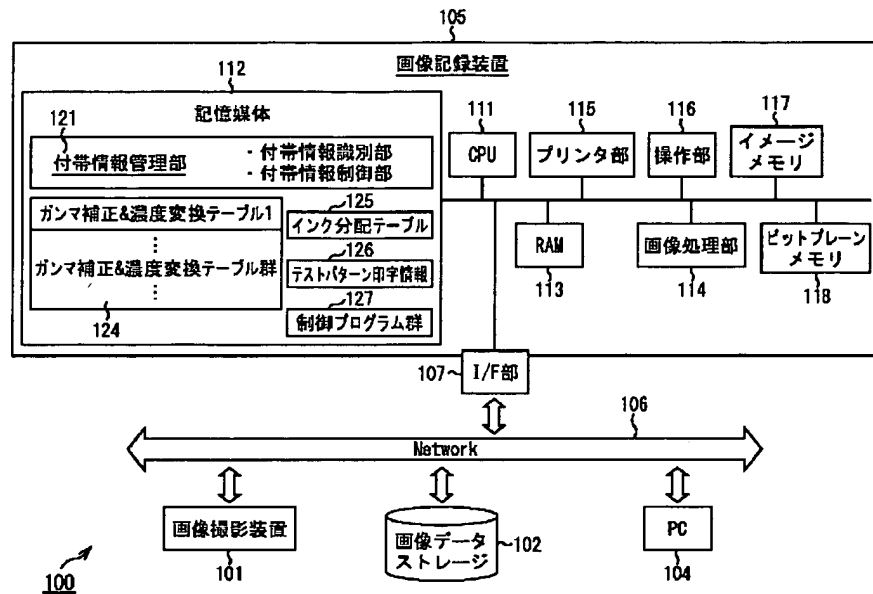 105
画像記録装置
112
記憶媒体
121
付帯情報管理部
・付帯情報識別部
・付帯情報制御部
ガンマ補正&濃度変換テーブル1
⋮
ガンマ補正&濃度変換テーブル群
⋮
124
125
インク分配テーブル
126
テストパターン印字情報
127
制御プログラム群
111
CPU
115
プリンタ部
116
操作部
117
イメージ
メモリ
RAM
113
画像処理部
114
ビットプレーン
メモリ
118
107
I/F部
106
Network
画像撮影装置
101
画像データ
ストレージ
102
PC
104
100